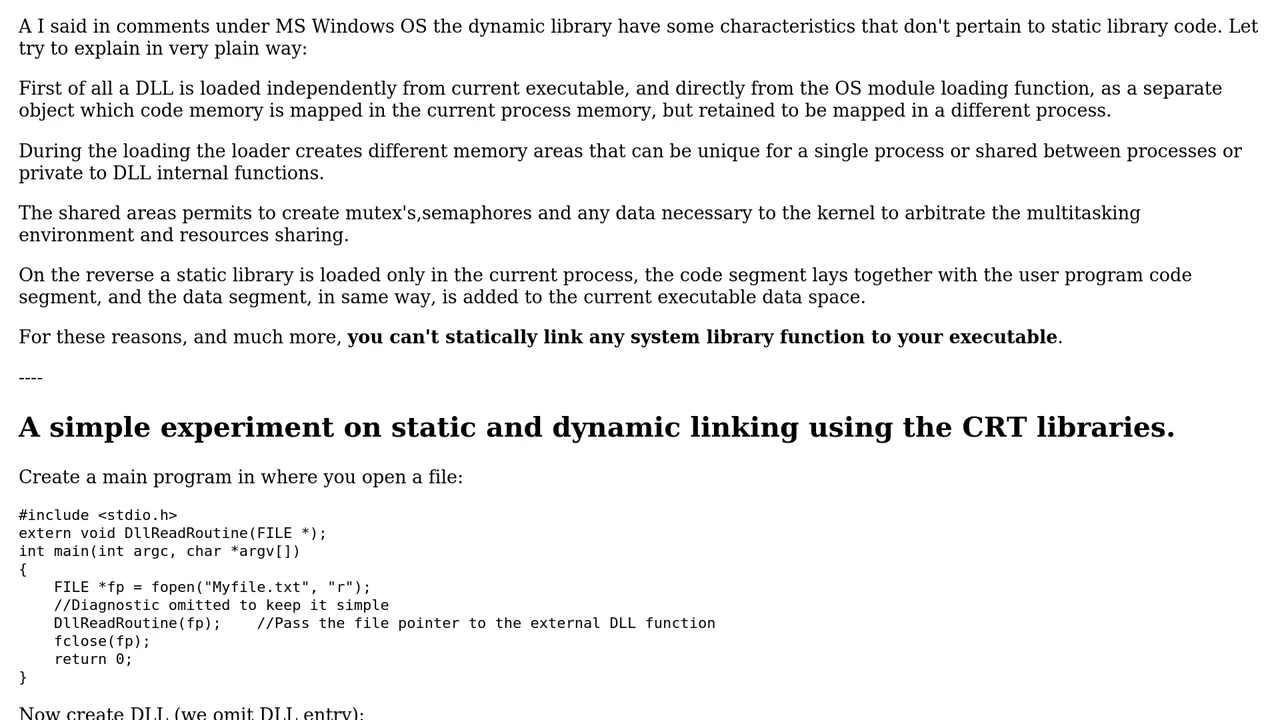 A I said in comments under MS Windows OS the dynamic library have some characteristics that don't pertain to static library code. Let
try to explain in very plain way:
First of all a DLL is loaded independently from current executable, and directly from the OS module loading function, as a separate
object which code memory is mapped in the current process memory, but retained to be mapped in a different process.
During the loading the loader creates different memory areas that can be unique for a single process or shared between processes or
private to DLL internal functions.
The shared areas permits to create mutex's,semaphores and any data necessary to the kernel to arbitrate the multitasking
environment and resources sharing.
On the reverse a static library is loaded only in the current process, the code segment lays together with the user program code
segment, and the data segment, in same way, is added to the current executable data space.
For these reasons, and much more, you can't statically link any system library function to your executable.
----
A simple experiment on static and dynamic linking using the CRT libraries.
Create a main program in where you open a file:
#include <stdio.h>
extern void DllReadRoutine(FILE *);
int main(int argc, char *argv[])
{
    FILE *fp = fopen("Myfile.txt", "r");
    //Diagnostic omitted to keep it simple
    DllReadRoutine(fp);    //Pass the file pointer to the external DLL function
    fclose(fp);
    return 0;
}
Now create DLL (we omit DLL entry):